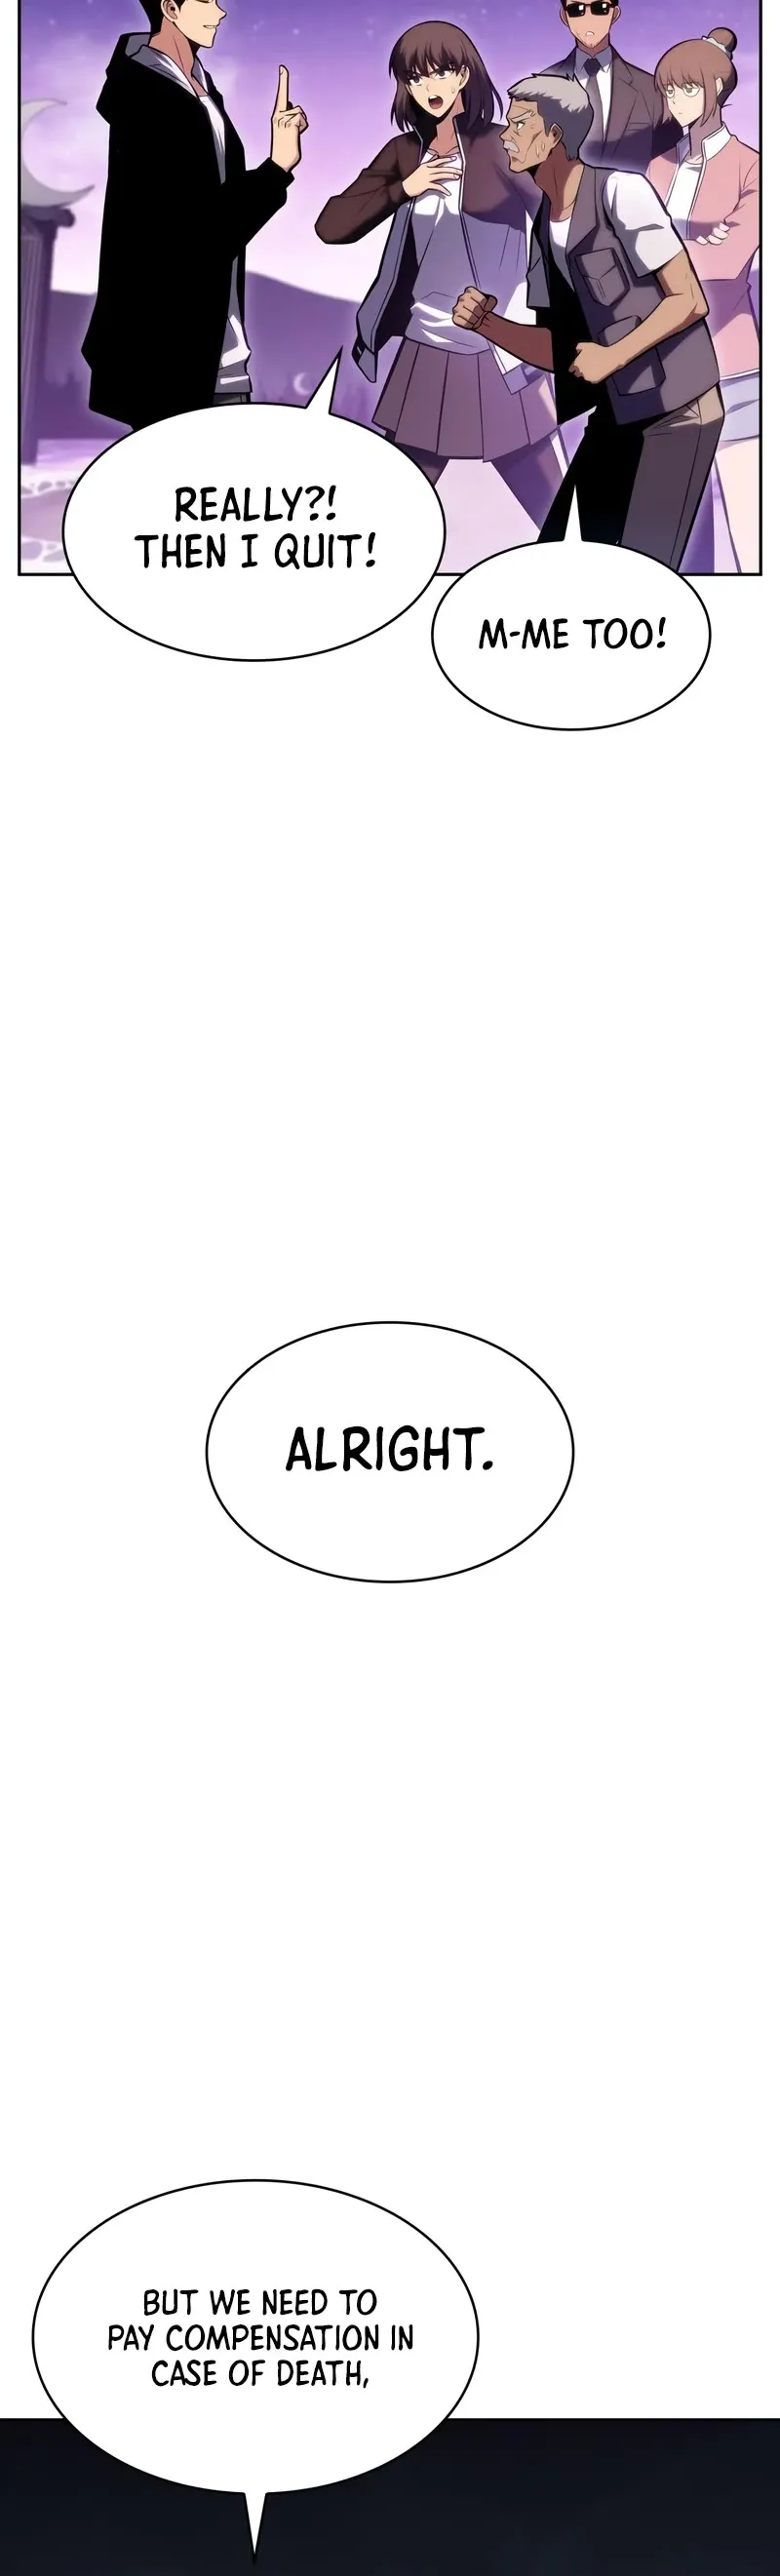 REALLY?!
THEN I QUIT!
M-ME TOO!
ALRIGHT.
BUT WE NEED TO
PAY COMPENSATION IN
CASE OF DEATH,